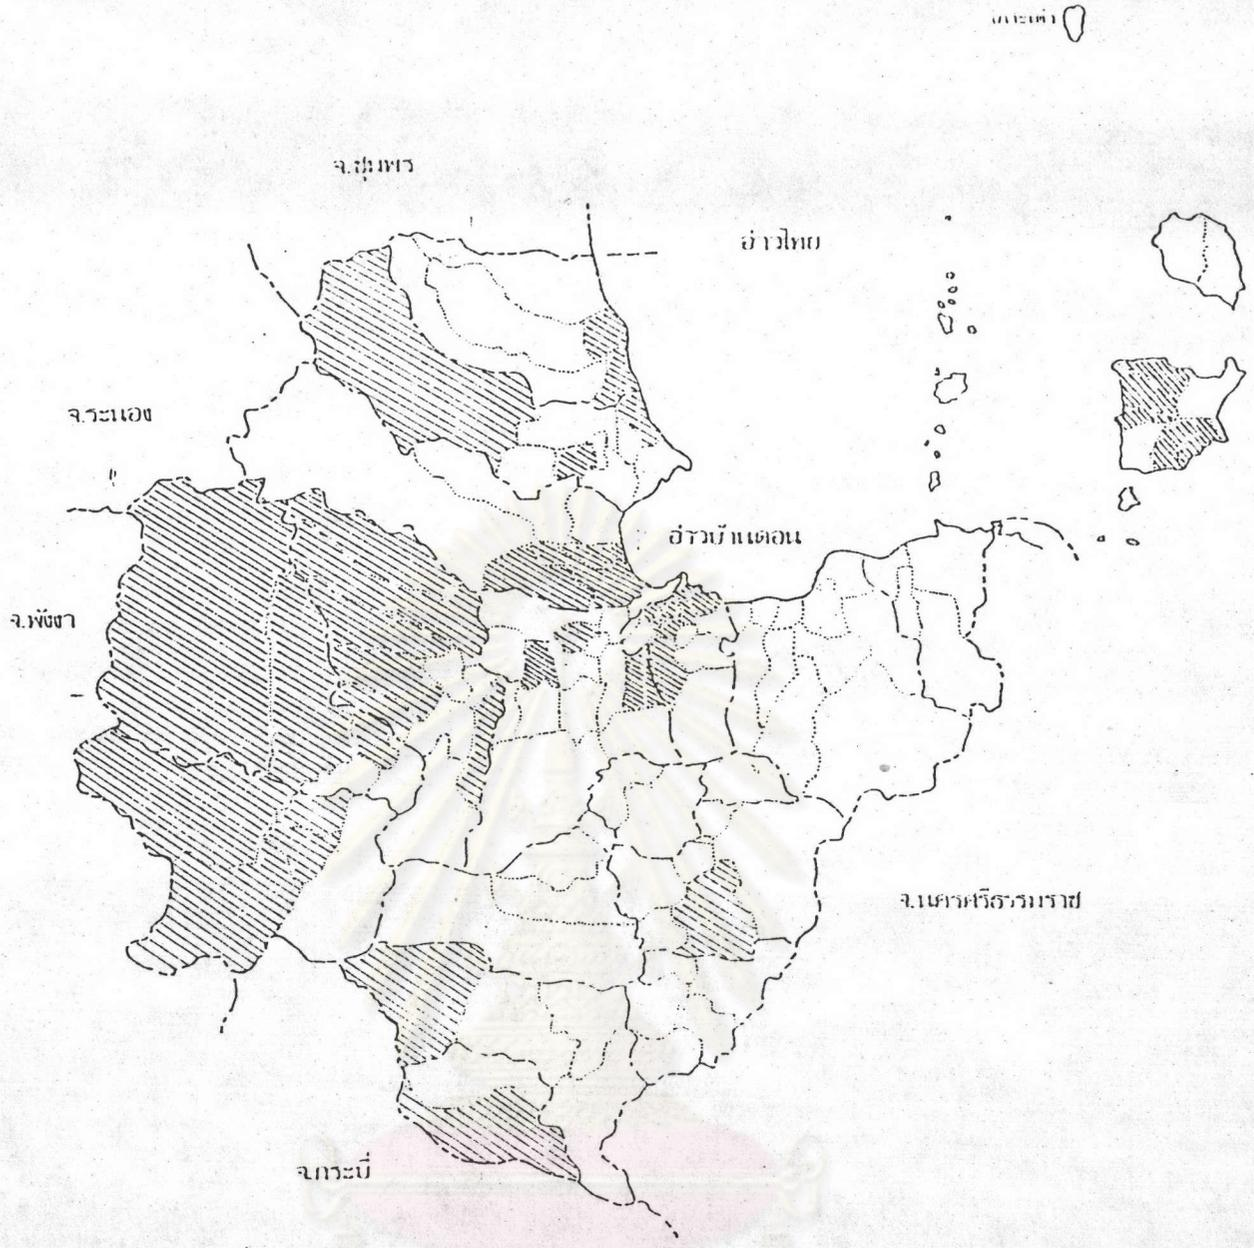 เกาะเต่า
จ.ชุมพร
อ่าวไทย
จ.ระนอง
อ่าวบ้านดอน
จ.พังงา
จ.นครศรีธรรมราช
จ.กระบี่